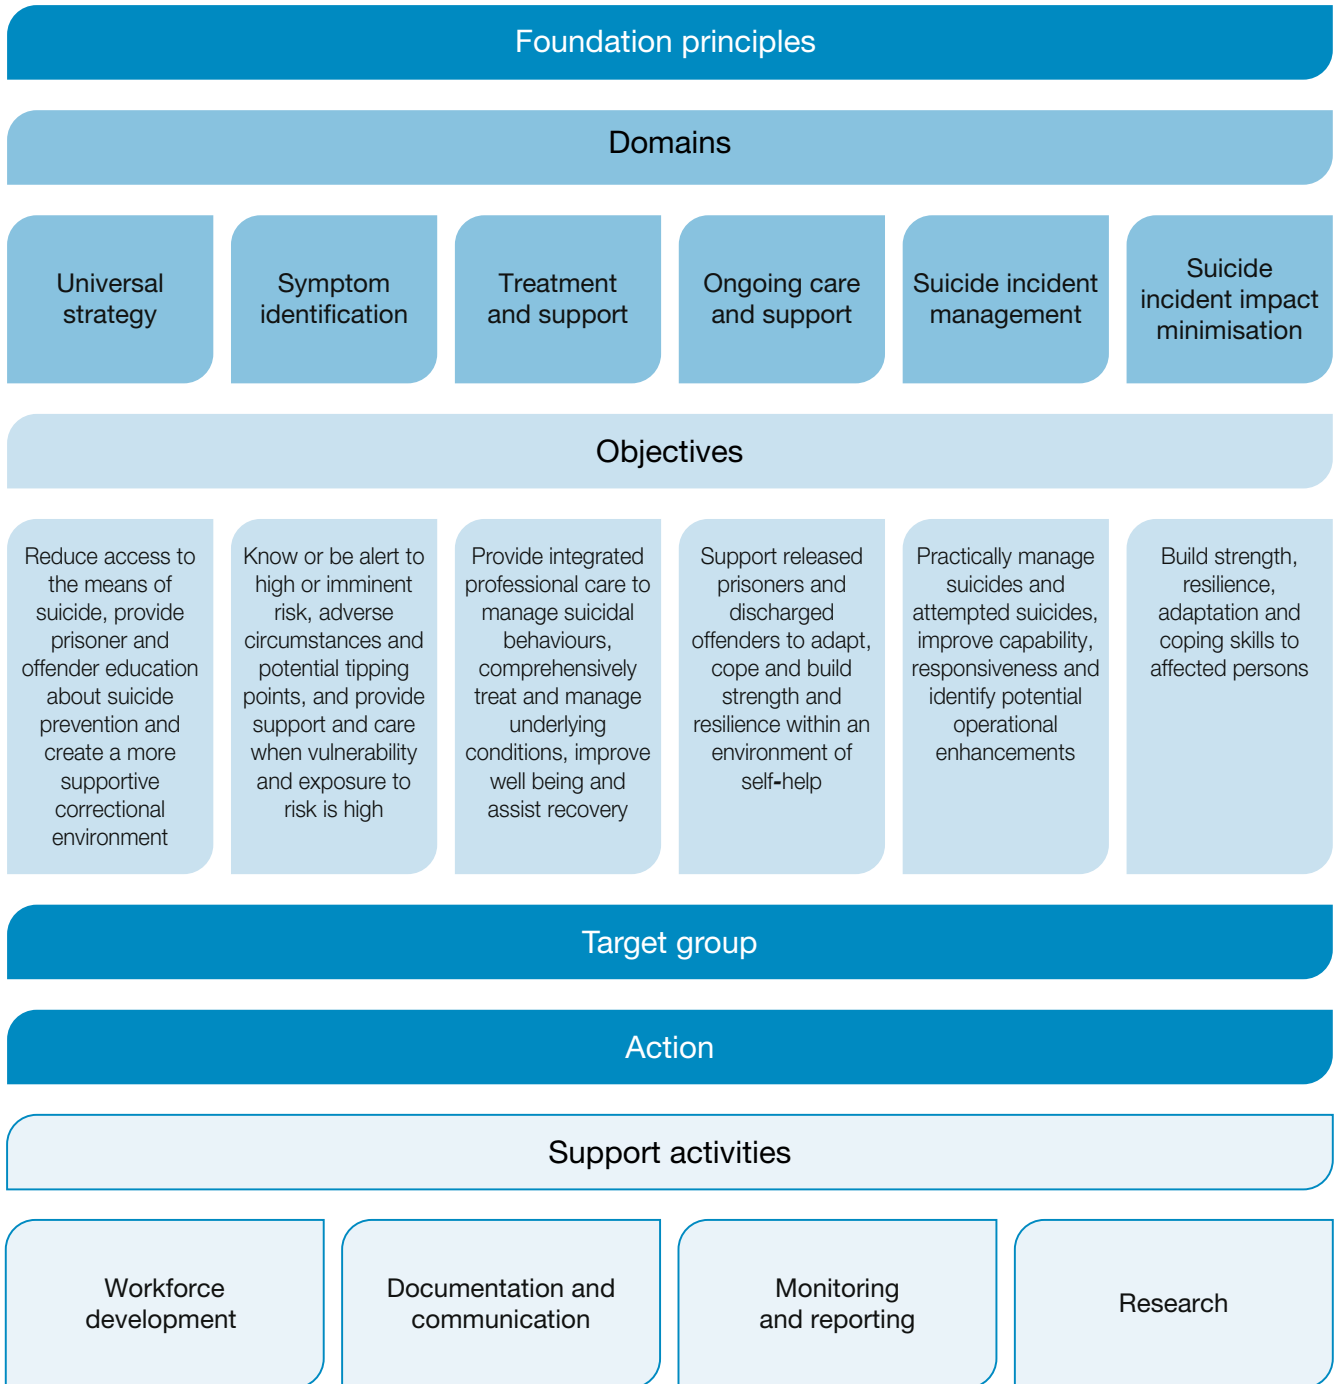 Foundation principles
Domains
Universal
strategy
Symptom
identification
Treatment
and support
Ongoing care
and support
Suicide incident
management
Suicide
incident impact
minimisation
Objectives
Reduce access to
the means of
suicide, provide
prisoner and
offender education
about suicide
prevention and
create a more
supportive
correctional
environment
Know or be alert to
high or imminent
risk, adverse
circumstances and
potential tipping
points, and provide
support and care
when vulnerability
and exposure to
risk is high
Provide integrated
professional care to
manage suicidal
behaviours,
comprehensively
treat and manage
underlying
conditions, improve
well being and
assist recovery
Support released
prisoners and
discharged
offenders to adapt,
cope and build
strength and
resilience within an
environment of
self-help
Practically manage
suicides and
attempted suicides,
improve capability,
responsiveness and
identify potential
operational
enhancements
Build strength,
resilience,
adaptation and
coping skills to
affected persons
Target group
Action
Support activities
Workforce
development
Documentation and
communication
Monitoring
and reporting
Research